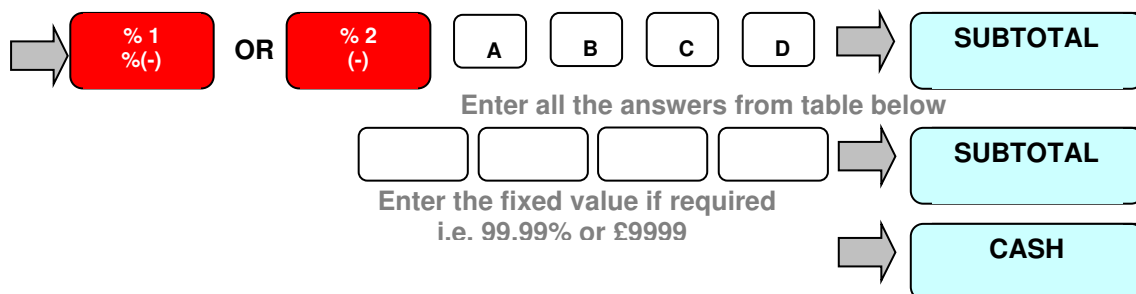 % 1
%(-)
OR
% 2
(-)
A
B
C
D
SUBTOTAL
Enter all the answers from table below
SUBTOTAL
Enter the fixed value if required
i.e. 99.99% or £9999
CASH